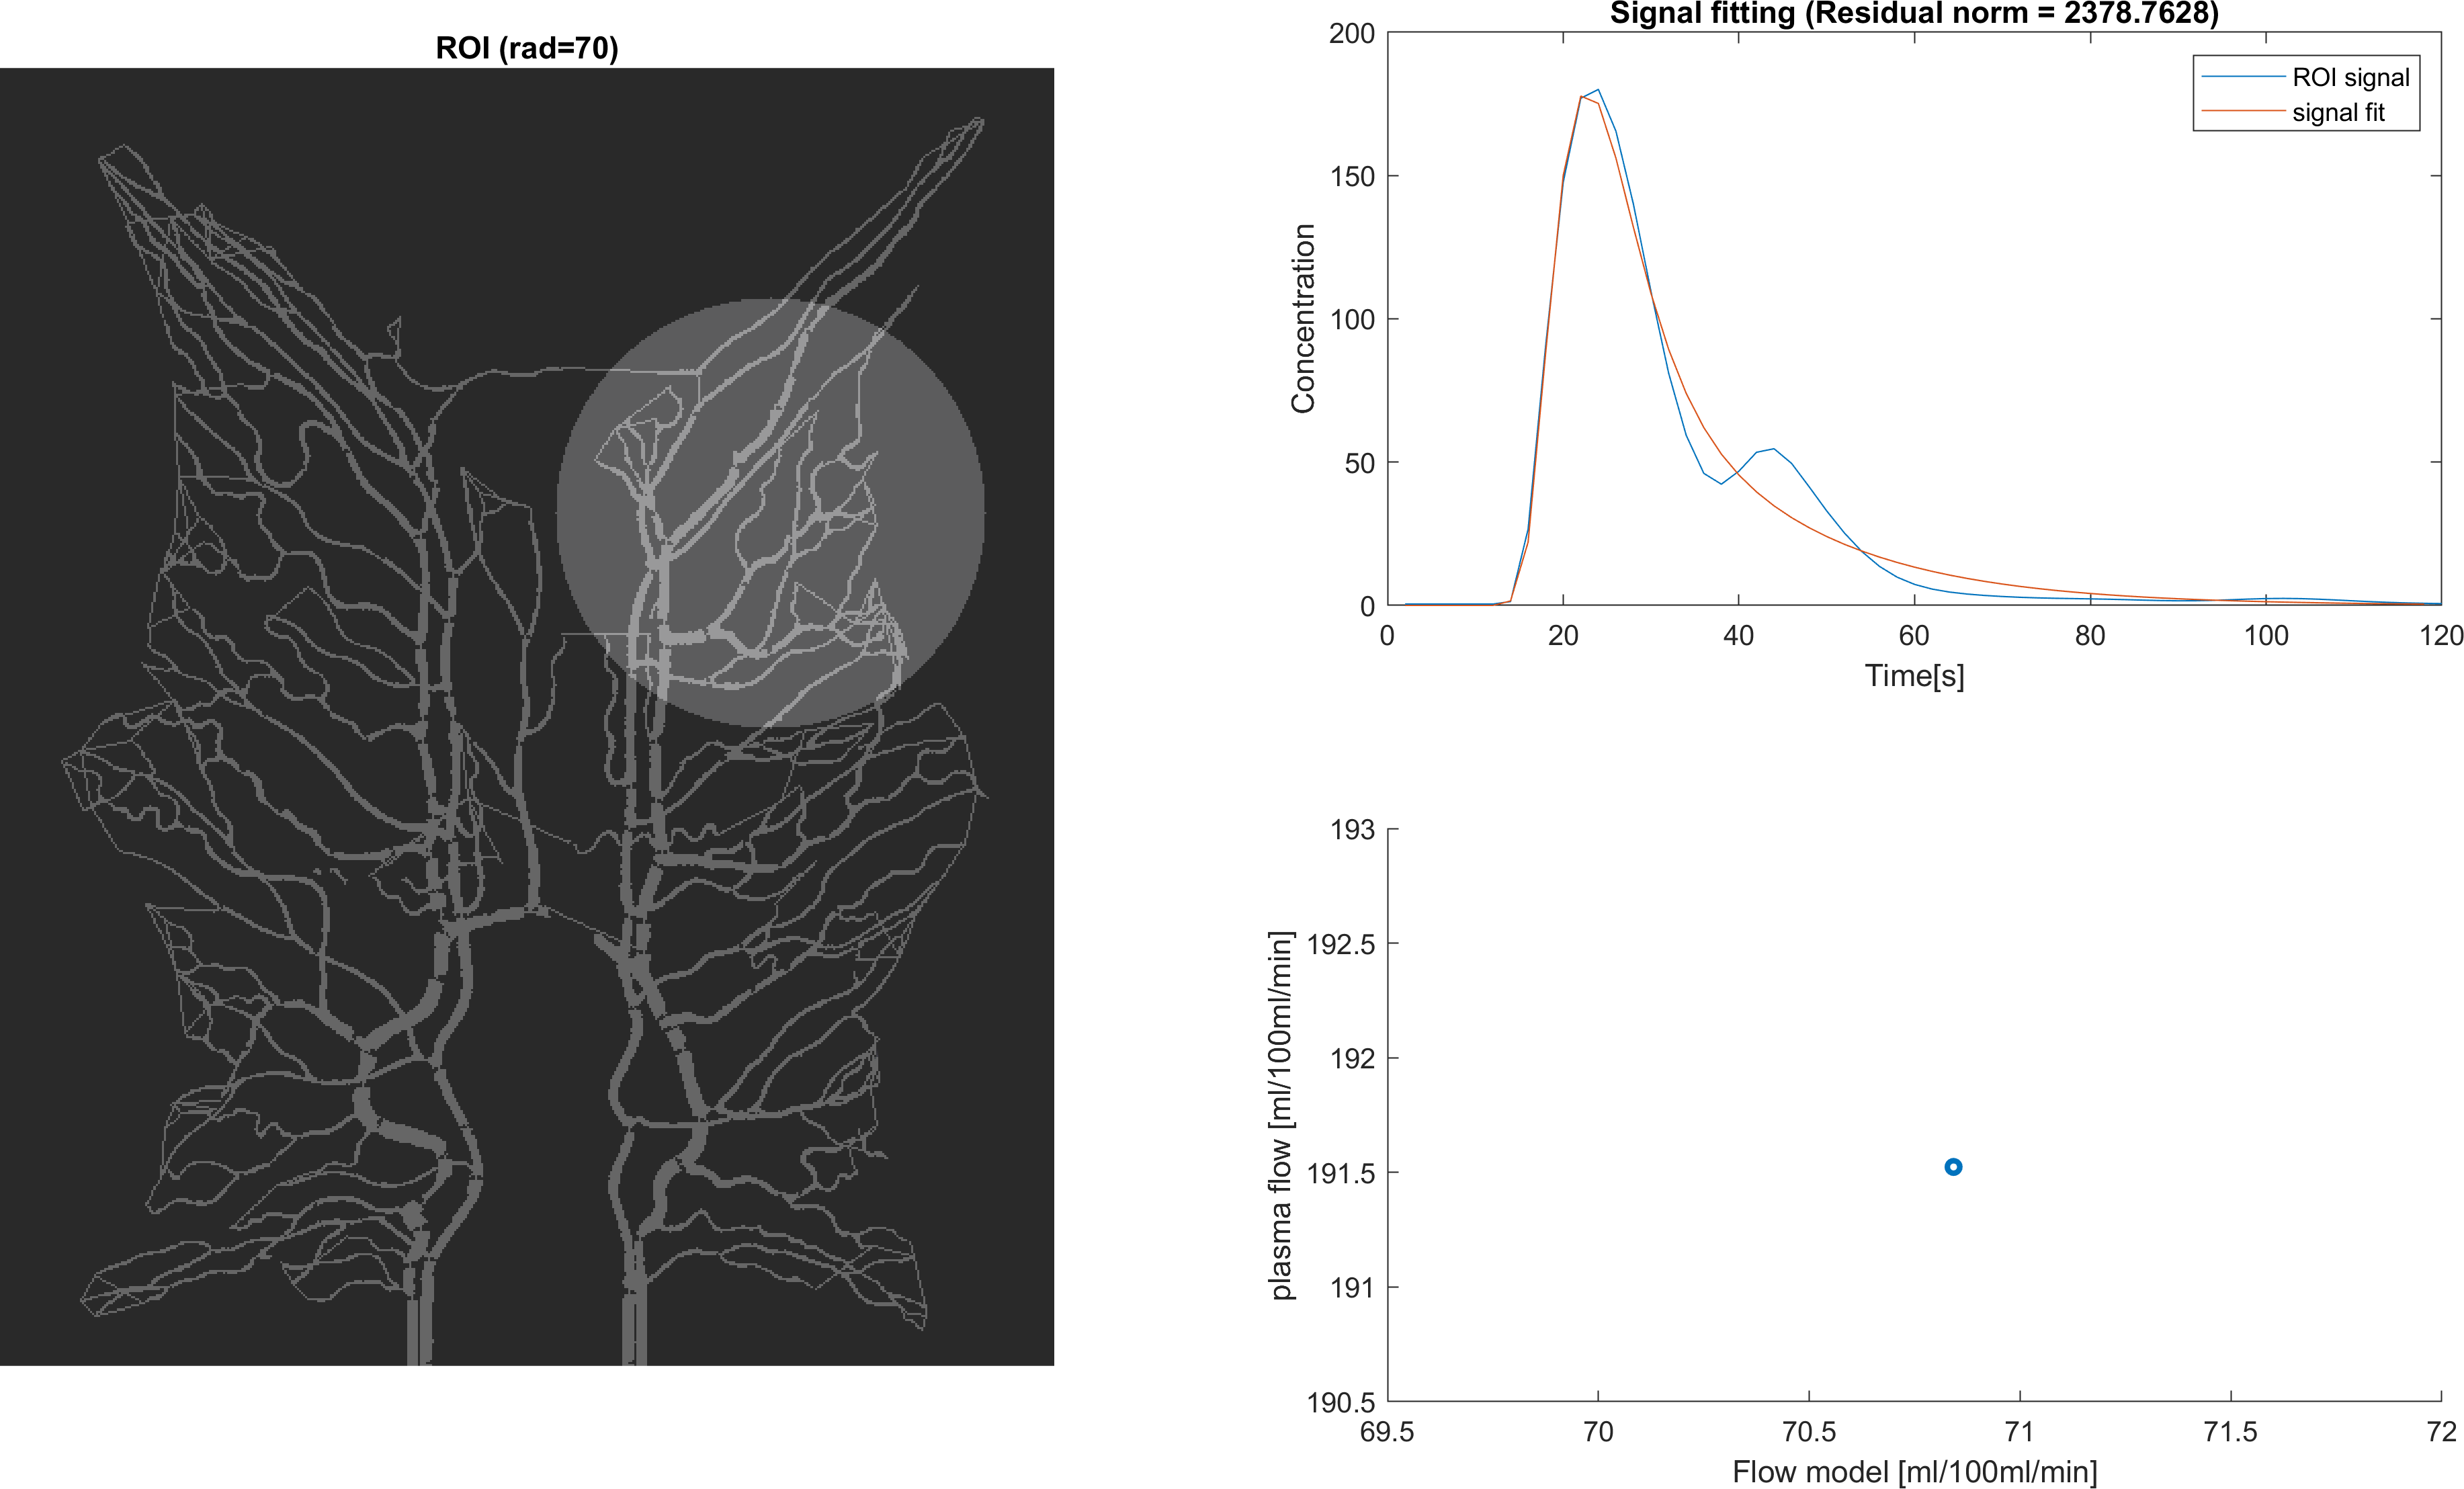 ROI (rad=70)
Signal fitting (Residual norm = 2378.7628)
200
150
100
50
0
Concentration
ROI signal
signal fit
0 20 40 60 80 100 120
Time[s]
193
192.5
192
191.5
191
190.5
plasma flow [ml/100ml/min]
69.5 70 70.5 71 71.5 72
Flow model [ml/100ml/min]